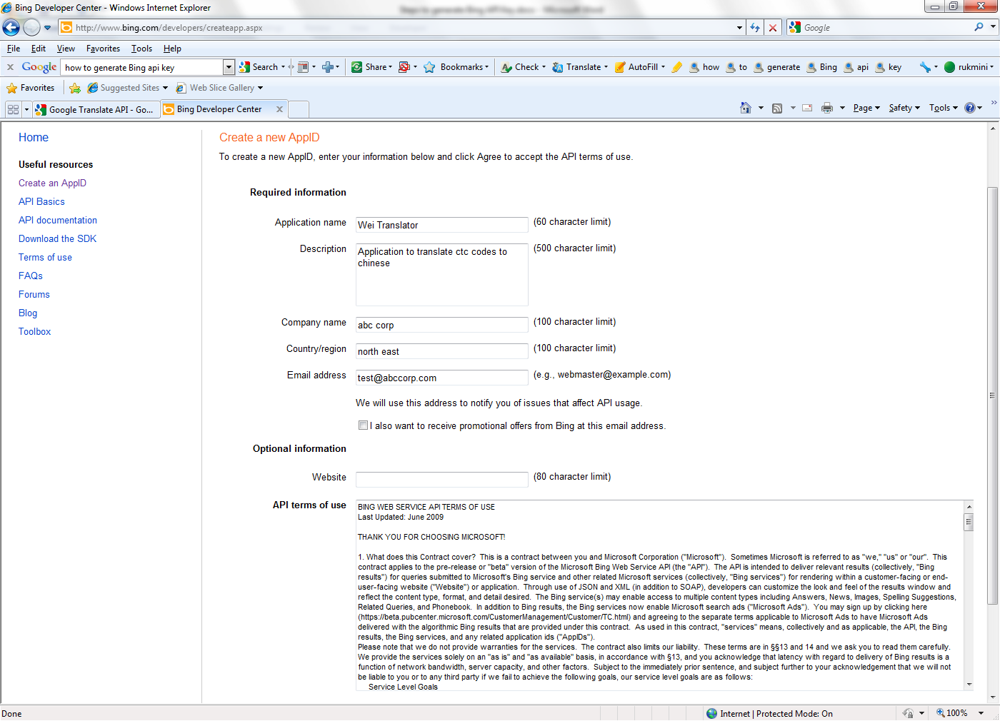 Bing Developer Center - Windows Internet Explorer
Steps to generate Bing API Key.docx - Microsoft Word
http://www.bing.com/developers/createapp.aspx
Google
File Edit View Favorites Tools Help
x Google how to generate Bing api key Search Share Bookmarks Check Translate AutoFill how to generate Bing api key rukmini
Favorites Suggested Sites Web Slice Gallery
Google Translate API - Go... Bing Developer Center x Page Safety Tools
Home
Useful resources
Create an AppID
API Basics
API documentation
Download the SDK
Terms of use
FAQs
Forums
Blog
Toolbox
Create a new AppID
To create a new AppID, enter your information below and click Agree to accept the API terms of use.
Required information
Application name Wei Translator (60 character limit)
Description Application to translate ctc codes to (500 character limit)
chinese
Company name abc corp (100 character limit)
Country/region north east (100 character limit)
Email address test@abccorp.com (e.g., webmaster@example.com)
We will use this address to notify you of issues that affect API usage.
I also want to receive promotional offers from Bing at this email address.
Optional information
Website (80 character limit)
API terms of use
BING WEB SERVICE API TERMS OF USE
Last Updated: June 2009
THANK YOU FOR CHOOSING MICROSOFT!
1. What does this Contract cover? This is a contract between you and Microsoft Corporation ("Microsoft"). Sometimes Microsoft is referred to as "we," "us" or "our". This
contract applies to the pre-release or "beta" version of the Microsoft Bing Web Service API (the "API"). The API is intended to deliver relevant results (collectively, "Bing
results") for queries submitted to Microsoft's Bing service and other related Microsoft services (collectively, "Bing services") for rendering within a customer-facing or end-
user-facing website ("Website") or application. Through use of JSON and XML (in addition to SOAP), developers can customize the look and feel of the results window and
reflect the content type, format, and detail desired. The Bing service(s) may enable access to multiple content types including Answers, News, Images, Spelling Suggestions,
Related Queries, and Phonebook. In addition to Bing results, the Bing services now enable Microsoft search ads ("Microsoft Ads"). You may sign up by clicking here
(https://beta.pubcenter.microsoft.com/CustomerManagement/Customer/TC.html) and agreeing to the separate terms applicable to Microsoft Ads to have Microsoft Ads
delivered with the algorithmic Bing results that are provided under this contract. As used in this contract, "services" means, collectively and as applicable, the API, the Bing
results, the Bing services, and any related application ids ("AppIDs").
Please note that we do not provide warranties for the services. The contract also limits our liability. These terms are in §§13 and 14 and we ask you to read them carefully.
We provide the services solely on an "as is" and "as available" basis, in accordance with §13, and you acknowledge that latency with regard to delivery of Bing results is a
function of network bandwidth, server capacity, and other factors. Subject to the immediately prior sentence, and subject further to your acknowledgement that we will not
be liable to you or to any third party if we fail to achieve the following goals, our service level goals are as follows:
Service Level Goals
Done Internet | Protected Mode: On 100%